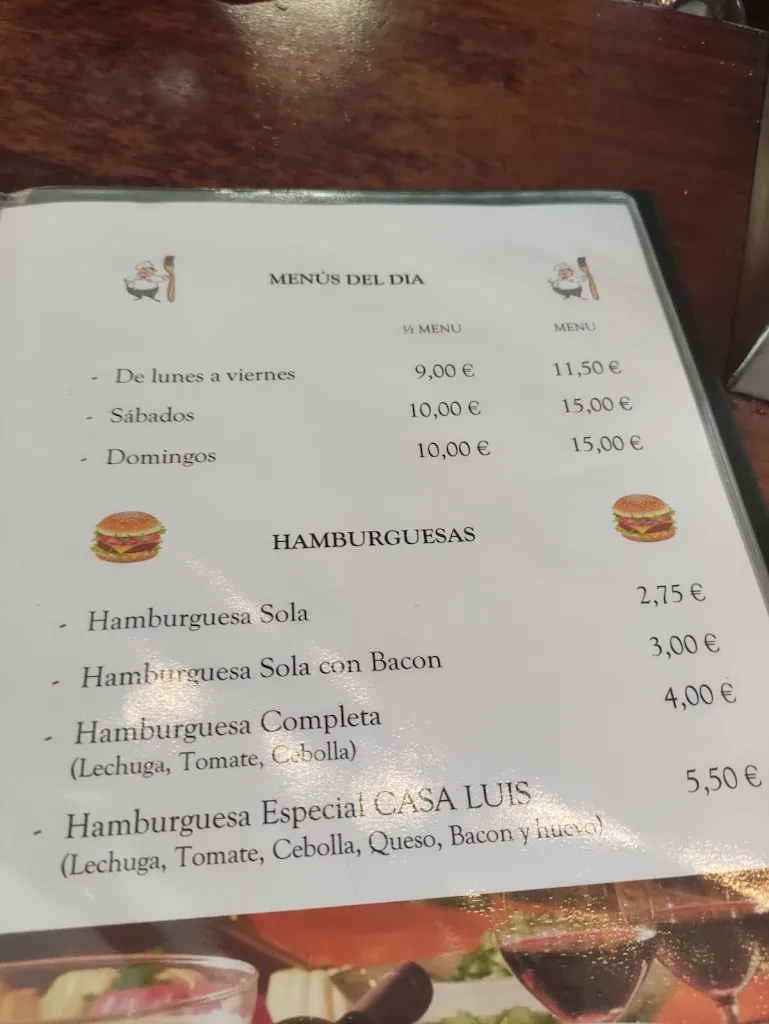 MENÚS DEL DIA
½ MENU MENU
- De lunes a viernes 9,00 € 11,50 €
- Sábados 10,00 € 15,00 €
- Domingos 10,00 € 15,00 €
HAMBURGUESAS
- Hamburguesa Sola 2,75 €
- Hamburguesa Sola con Bacon 3,00 €
- Hamburguesa Completa 4,00 €
(Lechuga, Tomate, Cebolla)
- Hamburguesa Especial CASA LUIS 5,50 €
(Lechuga, Tomate, Cebolla, Queso, Bacon y huevo)